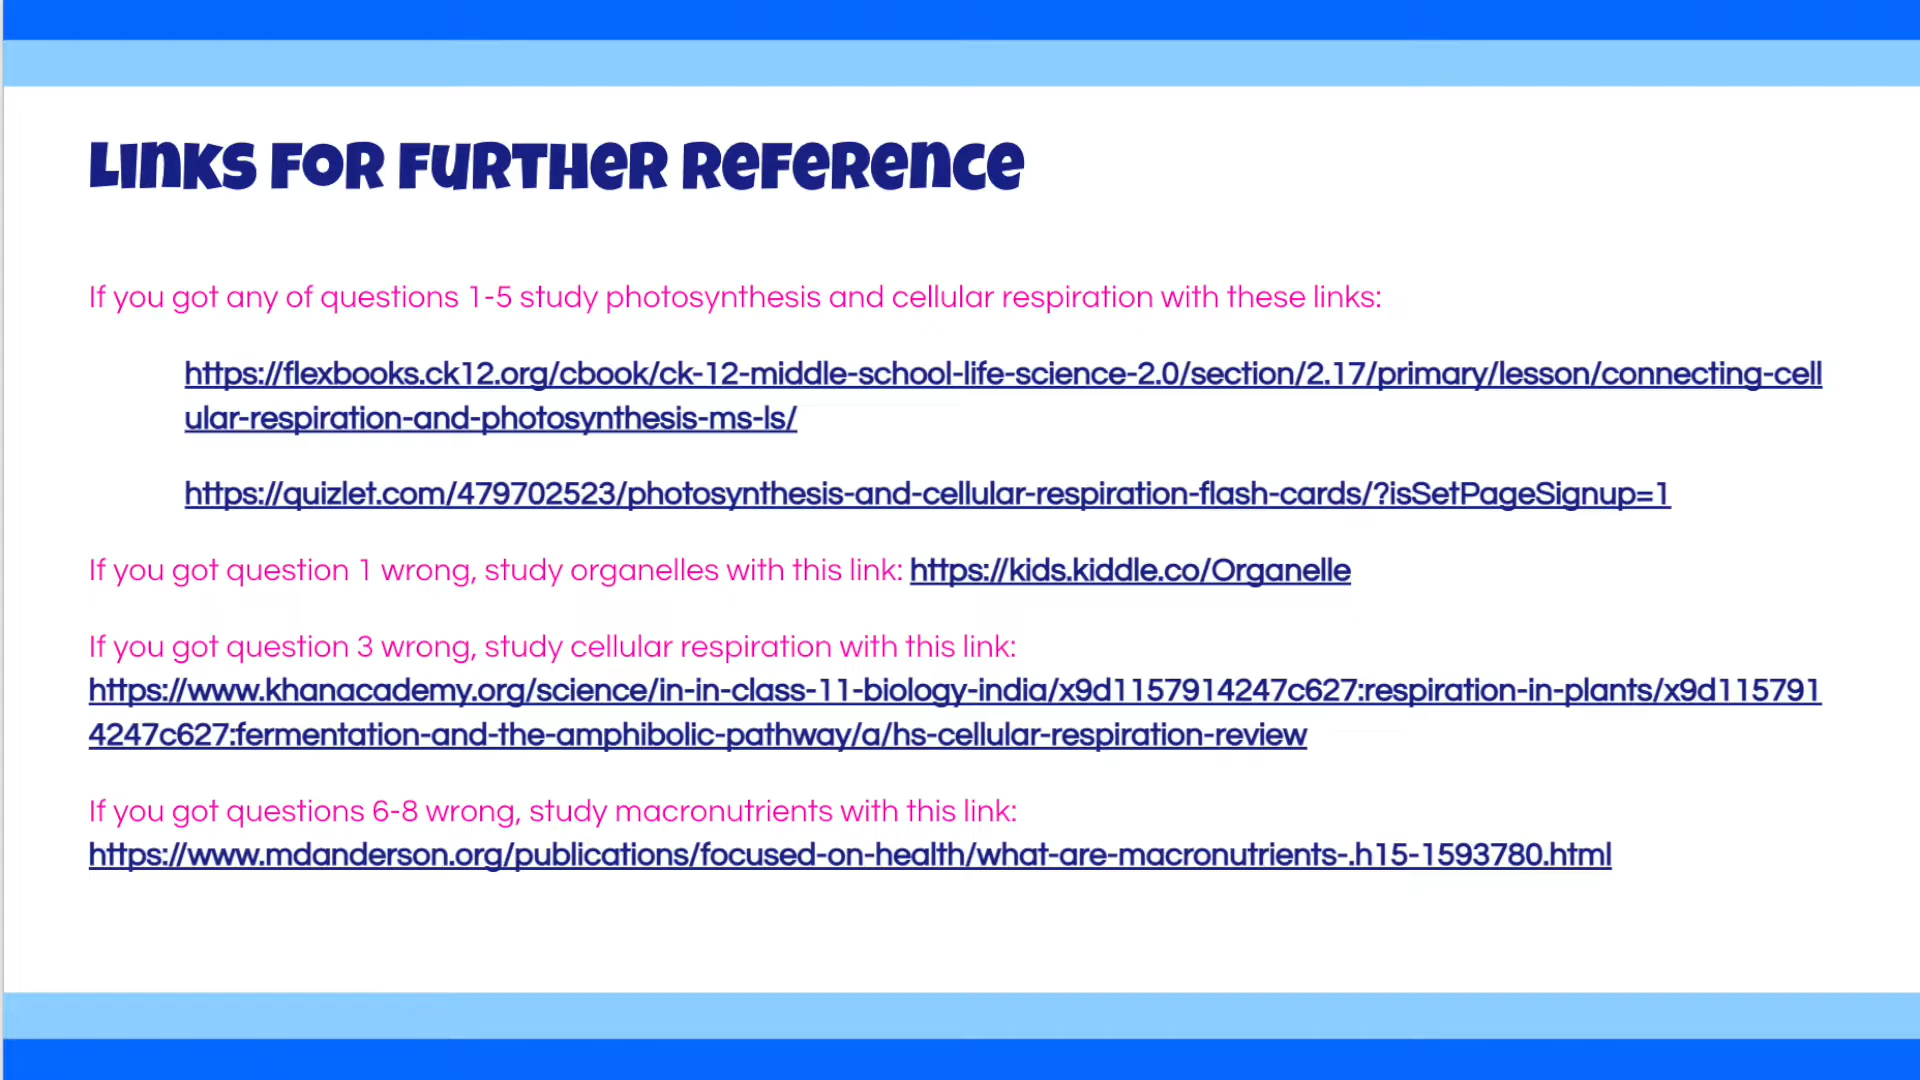 Links for Further Reference
If you got any of questions 1-5 study photosynthesis and cellular respiration with these links:
https://flexbooks.ck12.org/cbook/ck-12-middle-school-life-science-2.0/section/2.17/primary/lesson/connecting-cell
ular-respiration-and-photosynthesis-ms-ls/
https://quizlet.com/479702523/photosynthesis-and-cellular-respiration-flash-cards/?isSetPageSignup=1
If you got question 1 wrong, study organelles with this link: https://kids.kiddle.co/Organelle
If you got question 3 wrong, study cellular respiration with this link:
https://www.khanacademy.org/science/in-in-class-11-biology-india/x9d1157914247c627:respiration-in-plants/x9d115791
4247c627:fermentation-and-the-amphibolic-pathway/a/hs-cellular-respiration-review
If you got questions 6-8 wrong, study macronutrients with this link:
https://www.mdanderson.org/publications/focused-on-health/what-are-macronutrients-.h15-1593780.html